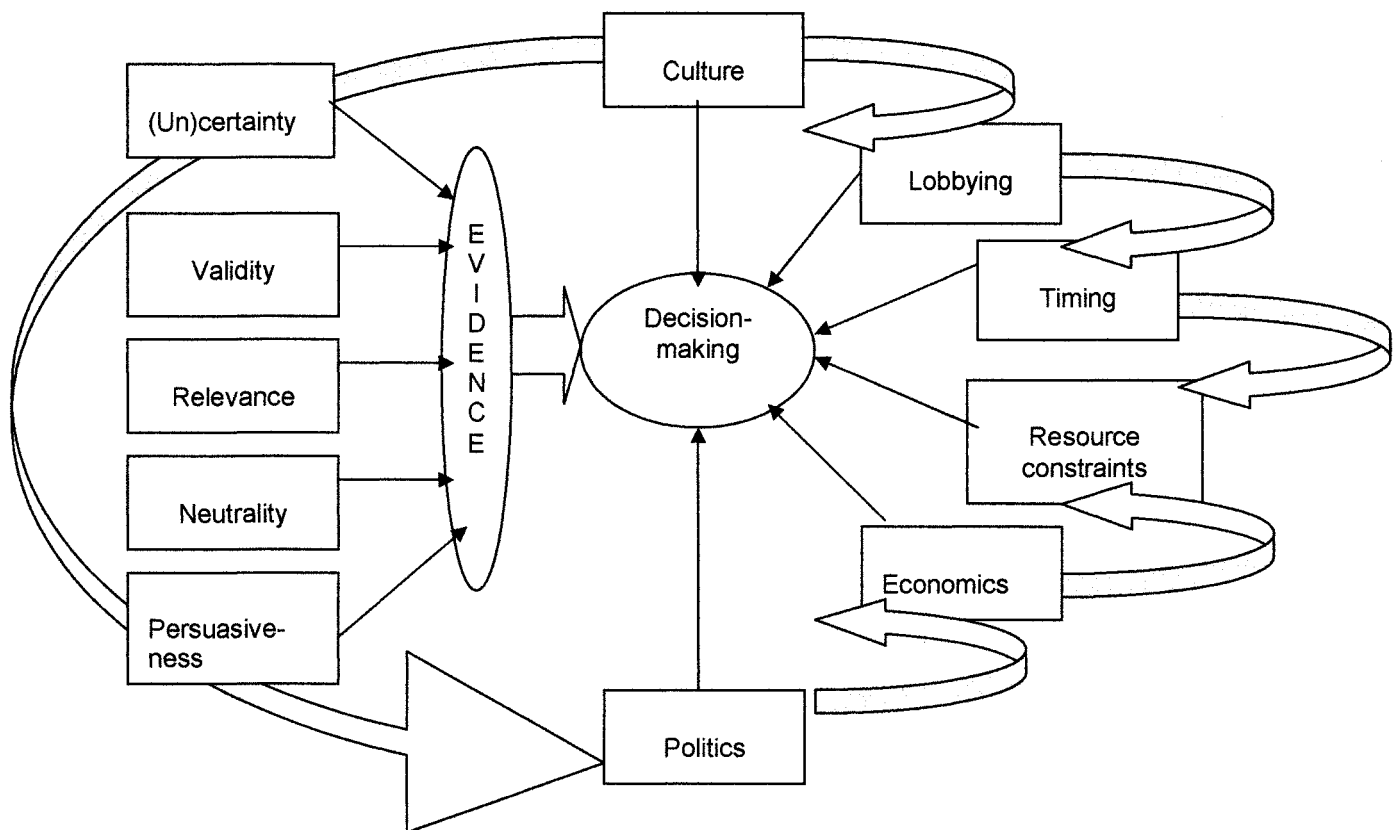 Culture
(Un)certainty
Lobbying
E
V
I
D
E
N
C
E
Validity
Timing
Decision-
making
Relevance
Resource
constraints
Neutrality
Economics
Persuasive-
ness
Politics